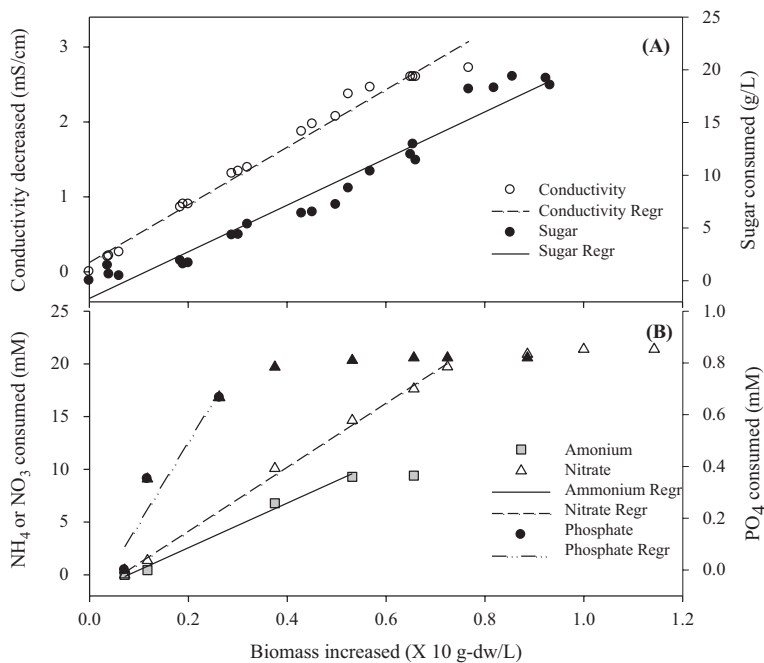 (A)
Conductivity decreased (mS/cm)
3
2
1
0
Sugar consumed (g/L)
25
20
15
10
5
0
Conductivity
Conductivity Regr
Sugar
Sugar Regr
(B)
NH4 or NO3 consumed (mM)
25
20
15
10
5
0
PO4 consumed (mM)
1.0
0.8
0.6
0.4
0.2
0.0
Amonium
Nitrate
Ammonium Regr
Nitrate Regr
Phosphate
Phosphate Regr
0.0 0.2 0.4 0.6 0.8 1.0 1.2
Biomass increased (X 10 g-dw/L)